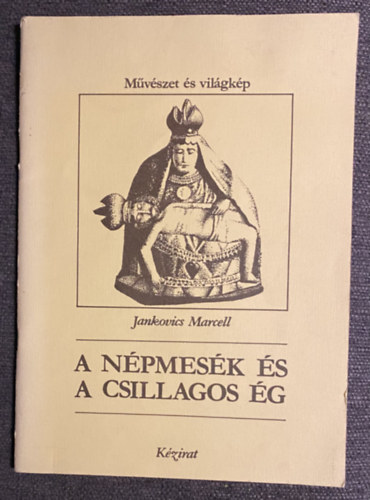 Művészet és világkép
Jankovics Marcell
A NÉPMESÉK ÉS
A CSILLAGOS ÉG
Kézirat